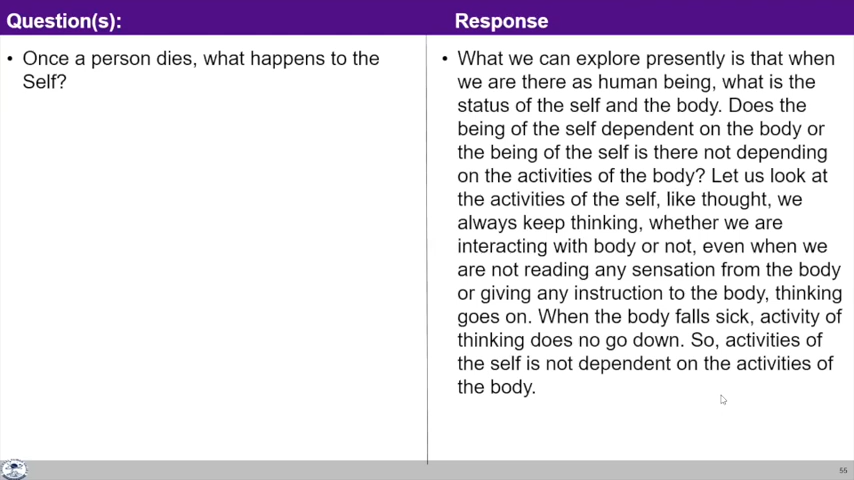 Question(s):
Response
• Once a person dies, what happens to the
Self?
• What we can explore presently is that when
we are there as human being, what is the
status of the self and the body. Does the
being of the self dependent on the body or
the being of the self is there not depending
on the activities of the body? Let us look at
the activities of the self, like thought, we
always keep thinking, whether we are
interacting with body or not, even when we
are not reading any sensation from the body
or giving any instruction to the body, thinking
goes on. When the body falls sick, activity of
thinking does no go down. So, activities of
the self is not dependent on the activities of
the body.
55